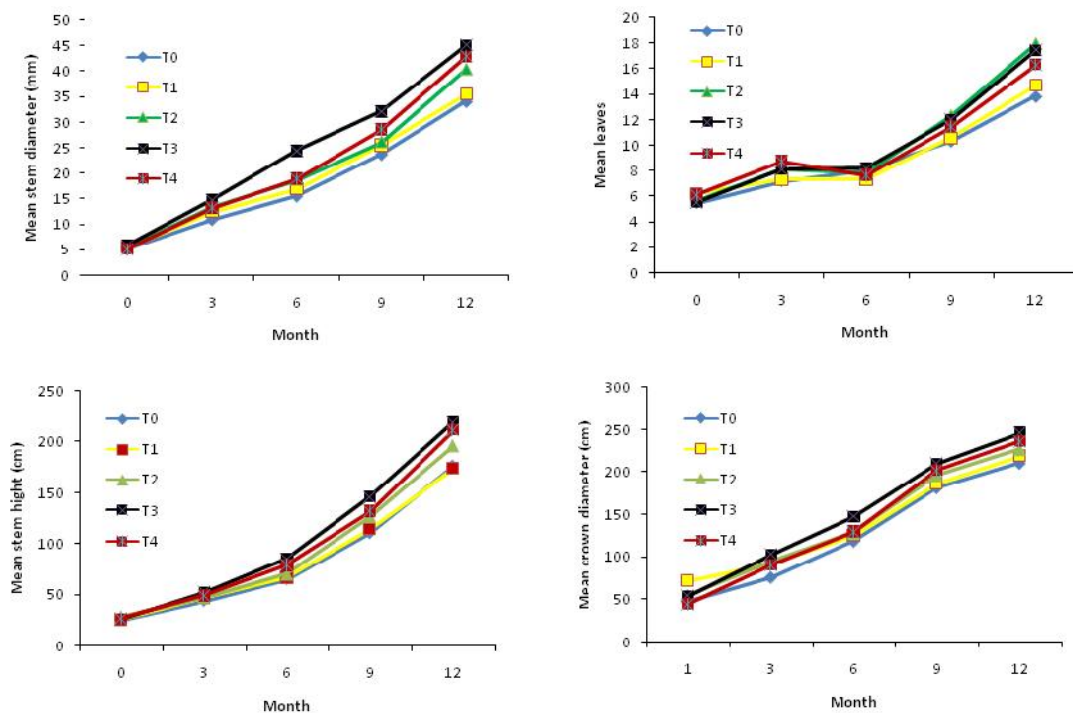 Mean stem diameter (mm)
50
45
40
35
30
25
20
15
10
5
0
T0
T1
T2
T3
T4
0 3 6 9 12
Month
Mean leaves
20
18
16
14
12
10
8
6
4
2
0
T0
T1
T2
T3
T4
0 3 6 9 12
Month
Mean stem hight (cm)
250
200
150
100
50
0
T0
T1
T2
T3
T4
0 3 6 9 12
Month
Mean crown diameter (cm)
300
250
200
150
100
50
0
T0
T1
T2
T3
T4
1 3 6 9 12
Month